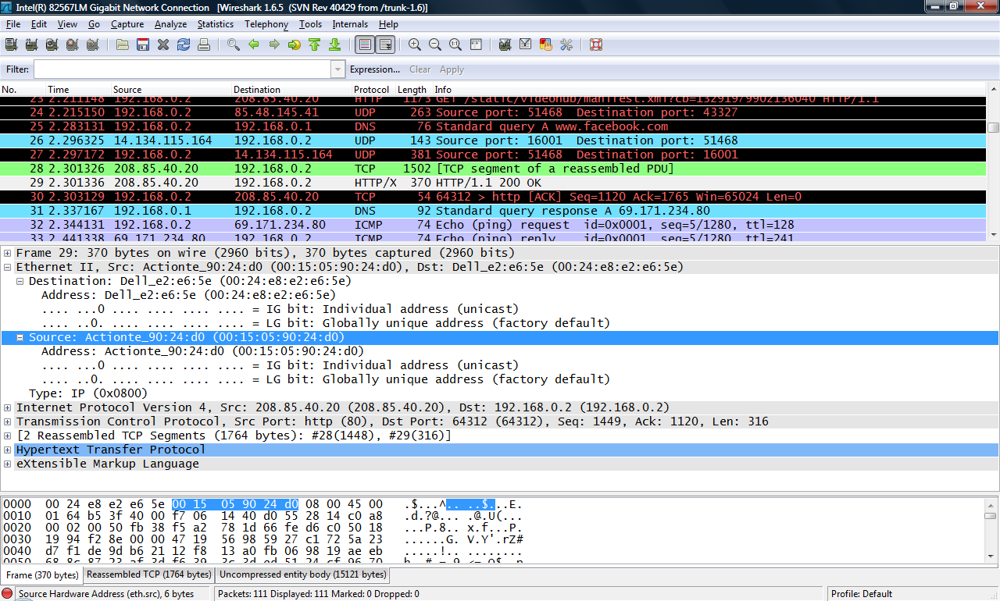 Intel(R) 82567LM Gigabit Network Connection   [Wireshark 1.6.5  (SVN Rev 40429 from /trunk-1.6)]
File Edit View Go Capture Analyze Statistics Telephony Tools Internals Help
Filter: Expression... Clear Apply
No. Time Source Destination Protocol Length Info
23 2.211148 192.168.0.2 208.85.40.20 HTTP 1173 GET /static/videohub/manifest.xml?cb=1329197990213604 HTTP/1.1
24 2.215150 192.168.0.2 85.48.145.41 UDP 263 Source port: 51468  Destination port: 43327
25 2.283131 192.168.0.2 192.168.0.1 DNS 76 Standard query A www.facebook.com
26 2.296325 14.134.115.164 192.168.0.2 UDP 143 Source port: 16001  Destination port: 51468
27 2.297172 192.168.0.2 14.134.115.164 UDP 381 Source port: 51468  Destination port: 16001
28 2.301326 208.85.40.20 192.168.0.2 TCP 1502 [TCP segment of a reassembled PDU]
29 2.301336 208.85.40.20 192.168.0.2 HTTP/X 370 HTTP/1.1 200 OK
30 2.303129 192.168.0.2 208.85.40.20 TCP 54 64312 > http [ACK] Seq=1120 Ack=1765 Win=65024 Len=0
31 2.337167 192.168.0.1 192.168.0.2 DNS 92 Standard query response A 69.171.234.80
32 2.344131 192.168.0.2 69.171.234.80 ICMP 74 Echo (ping) request  id=0x0001, seq=5/1280, ttl=128
33 2.441338 69.171.234.80 192.168.0.2 ICMP 74 Echo (ping) reply  id=0x0001, seq=5/1280, ttl=241
Frame 29: 370 bytes on wire (2960 bits), 370 bytes captured (2960 bits)
Ethernet II, Src: Actionte_90:24:d0 (00:15:05:90:24:d0), Dst: Dell_e2:e6:5e (00:24:e8:e2:e6:5e)
Destination: Dell_e2:e6:5e (00:24:e8:e2:e6:5e)
Address: Dell_e2:e6:5e (00:24:e8:e2:e6:5e)
.... ...0 .... .... .... .... = IG bit: Individual address (unicast)
.... ..0. .... .... .... .... = LG bit: Globally unique address (factory default)
Source: Actionte_90:24:d0 (00:15:05:90:24:d0)
Address: Actionte_90:24:d0 (00:15:05:90:24:d0)
.... ...0 .... .... .... .... = IG bit: Individual address (unicast)
.... ..0. .... .... .... .... = LG bit: Globally unique address (factory default)
Type: IP (0x0800)
Internet Protocol Version 4, Src: 208.85.40.20 (208.85.40.20), Dst: 192.168.0.2 (192.168.0.2)
Transmission Control Protocol, Src Port: http (80), Dst Port: 64312 (64312), Seq: 1449, Ack: 1120, Len: 316
[2 Reassembled TCP Segments (1764 bytes): #28(1448), #29(316)]
Hypertext Transfer Protocol
eXtensible Markup Language
0000  00 24 e8 e2 e6 5e 00 15  05 90 24 d0 08 00 45 00   .$...^.. ..$...E.
0010  01 64 b5 3f 40 00 f7 06  14 40 d0 55 28 14 c0 a8   .d.?@... .@.U(...
0020  00 02 00 50 fb 38 f5 a2  78 1d 66 fe d6 c0 50 18   ...P.8.. x.f...P.
0030  19 94 f2 8e 00 00 47 19  56 98 59 27 c1 72 5a 23   ......G. V.Y'.rZ#
0040  d7 f1 de 9d b6 21 12 f8  13 a0 fb 06 98 19 ae eb   .....!.. ........
0050  68 8c 87 23 af 3d f6 39  3c 3d ed 51 24 cf 96 70   h..#.=.9 <=.Q$..p
Frame (370 bytes) Reassembled TCP (1764 bytes) Uncompressed entity body (15121 bytes)
Source Hardware Address (eth.src), 6 bytes Packets: 111 Displayed: 111 Marked: 0 Dropped: 0 Profile: Default